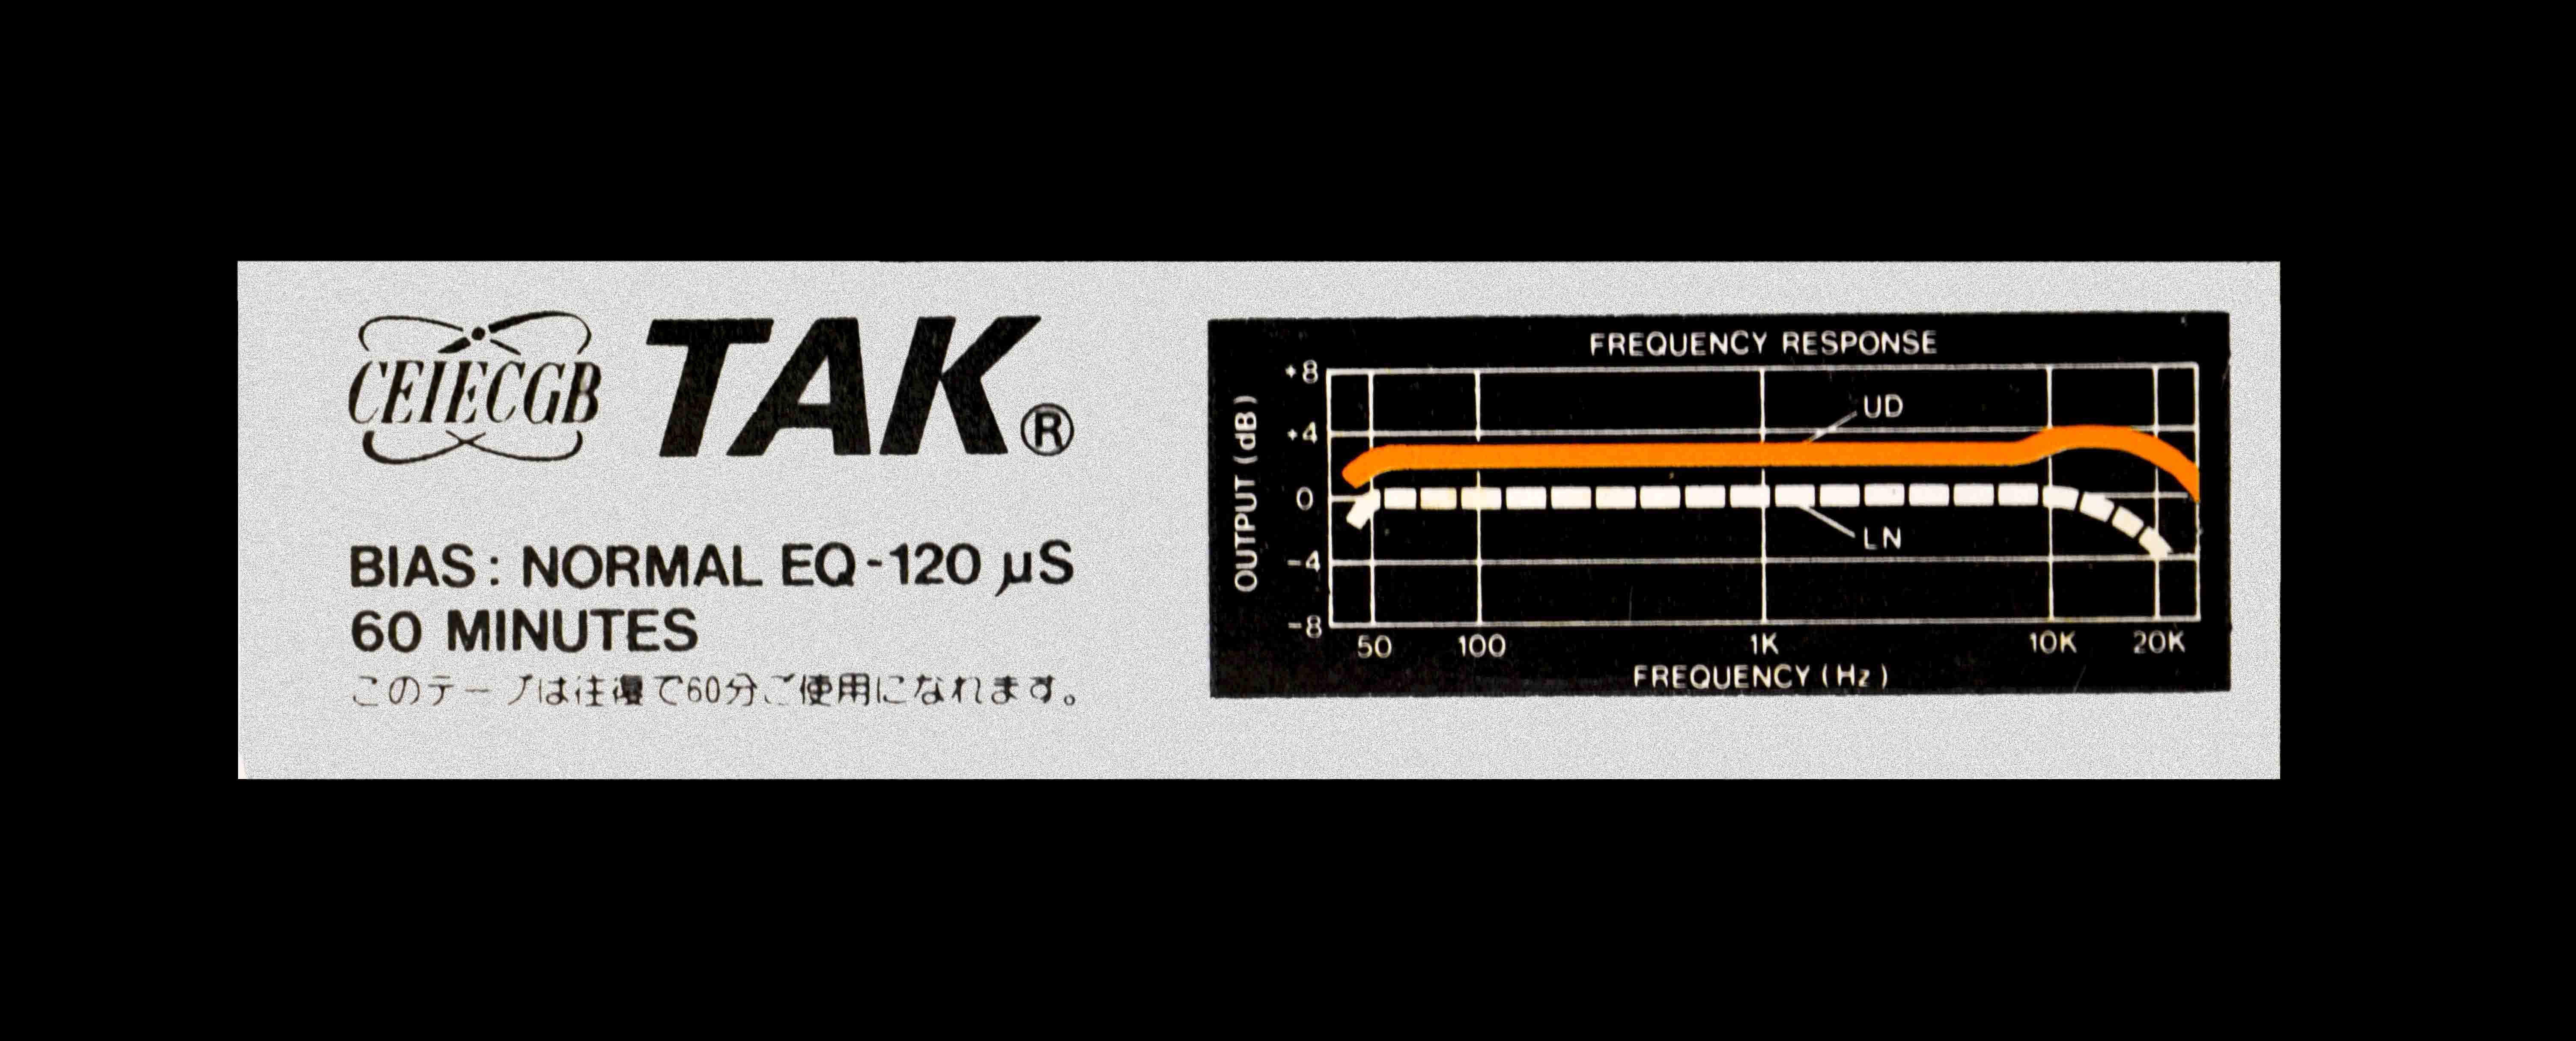 CEIECGB
TAK®
BIAS: NORMAL EQ-120 µS
60 MINUTES
このテープは往復で60分ご使用になれます。
FREQUENCY RESPONSE
OUTPUT (dB)
+8
+4
0
-4
-8
UD
LN
50 100 1K 10K 20K
FREQUENCY (Hz)